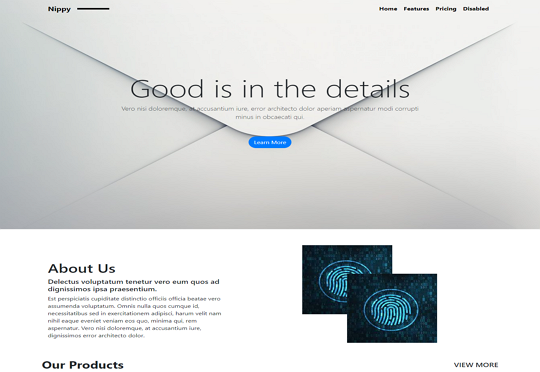 Nippy
Home Features Pricing Disabled
Good is in the details
Vero nisi doloremque, at accusantium iure, error architecto dolor aperiam aspernatur modi corrupti
minus in obcaecati qui.
Learn More
About Us
Delectus voluptatum tenetur vero eum quos ad
dignissimos ipsa praesentium.
Est perspiciatis cupiditate distinctio officiis officia beatae vero
assumenda voluptatum. Omnis nulla quos cumque id,
necessitatibus sed in exercitationem adipisci, harum velit nam
nihil eaque eveniet veniam eos quo, minima qui, rem
aspernatur. Vero nisi doloremque, at accusantium iure,
dignissimos error architecto dolor.
Our Products
VIEW MORE